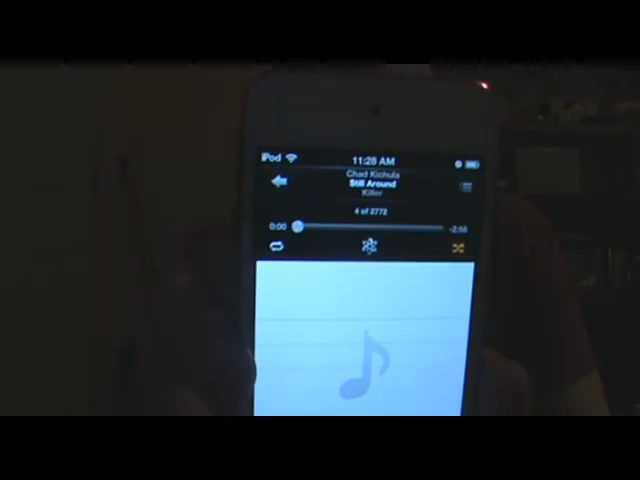 iPod 11:28 AM
Chad Kichula
Still Around
Killer
4 of 2772
0:00 -2:56